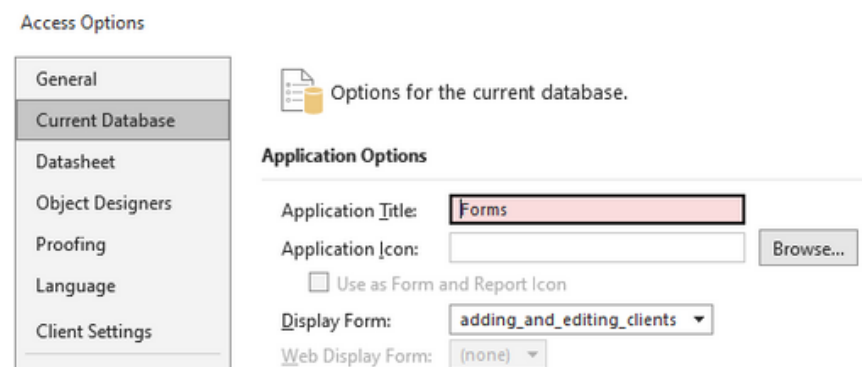 Access Options
General
Current Database
Datasheet
Object Designers
Proofing
Language
Client Settings
Options for the current database.
Application Options
Application Title: Forms
Application Icon: Browse...
Use as Form and Report Icon
Display Form: adding_and_editing_clients
Web Display Form: (none)